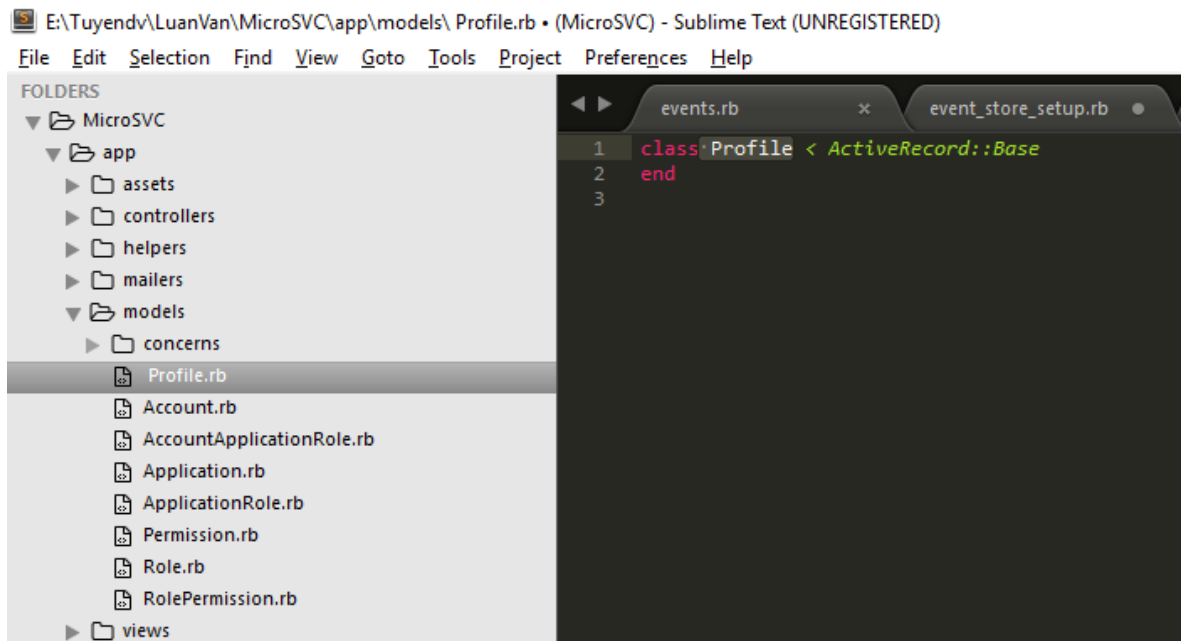 E:\Tuyendv\LuanVan\MicroSVC\app\models\ Profile.rb • (MicroSVC) - Sublime Text (UNREGISTERED)
File Edit Selection Find View Goto Tools Project Preferences Help
FOLDERS
MicroSVC
app
assets
controllers
helpers
mailers
models
concerns
Profile.rb
Account.rb
AccountApplicationRole.rb
Application.rb
ApplicationRole.rb
Permission.rb
Role.rb
RolePermission.rb
views
events.rb × event_store_setup.rb
1 class Profile < ActiveRecord::Base
2 end
3